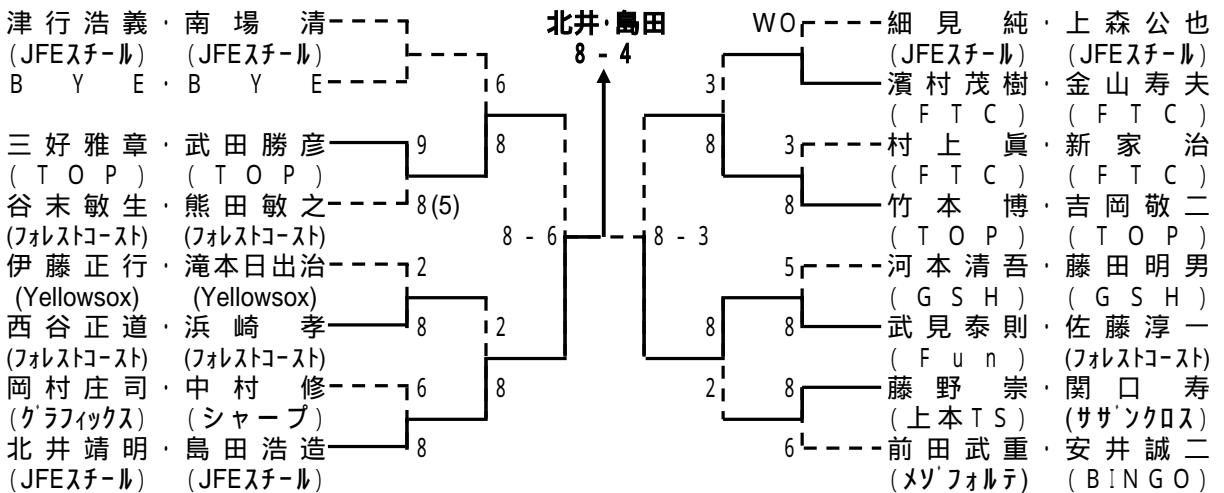 津行浩義・南場 清
(JFEスチール) (JFEスチール)
B Y E・B Y E
6
三好雅章・武田勝彦 9
8
(TOP) (TOP)
谷末敏生・熊田敏之 8(5)
(フォレストコースト) (フォレストコースト)
8 - 6
伊藤正行・滝本日出治 2
(Yellowsox) (Yellowsox)
西谷正道・浜崎 孝 8
2
(フォレストコースト) (フォレストコースト)
岡村庄司・中村 修 6
8
(グラフィックス) (シャープ)
北井靖明・島田浩造 8
(JFEスチール) (JFEスチール)
北井・島田
8 - 4
WO 細見 純・上森公也
(JFEスチール) (JFEスチール)
3 濱村茂樹・金山寿夫
(FTC) (FTC)
8 3 村上 眞・新家 治
(FTC) (FTC)
8 竹本 博・吉岡敬二
(TOP) (TOP)
8 - 3
5 河本清吾・藤田明男
(GSH) (GSH)
8 8 武見泰則・佐藤淳一
(Fun) (フォレストコースト)
2 8 藤野 崇・関口 寿
(上本TS) (サザンクロス)
6 前田武重・安井誠二
(メゾフォルテ) (BINGO)